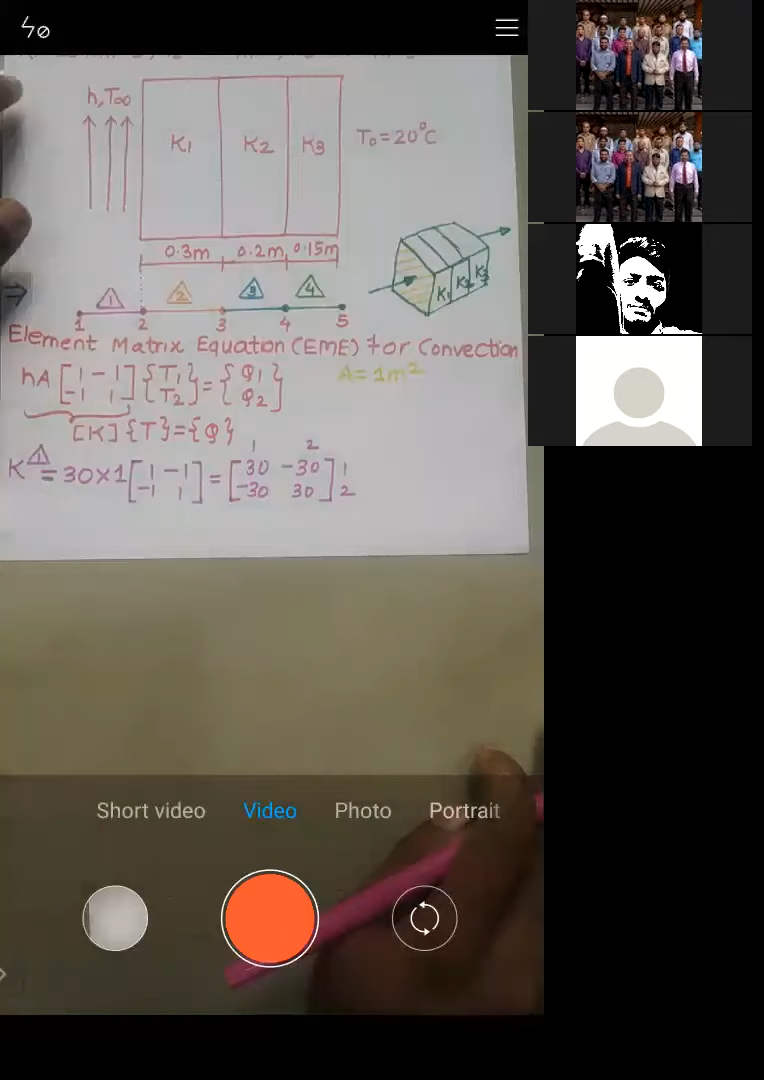 h, T∞
K1 K2 K3
T0=20°C
0.3m 0.2m 0.15m
K1 K2 K3
1 2 3 4
1 2 3 4 5
Element Matrix Equation (EME) for Convection
hA [1 -1 -1 1] {T1 T2} = {Q1 Q2} A=1m²
[K]{T}={Q}
1 2
K 1 = 30×1 [1 -1 -1 1] = [30 -30 -30 30] 1 2
Short video Video Photo Portrait